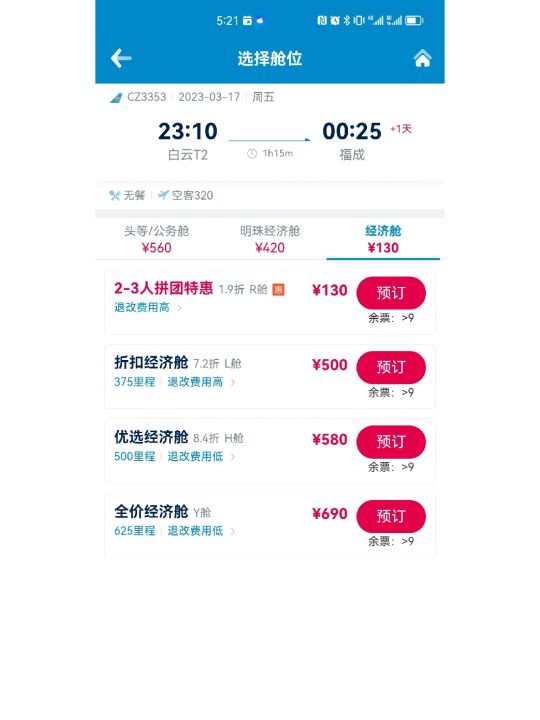 5:21
选择舱位
CZ3353 2023-03-17 周五
23:10 00:25 +1天
白云T2 1h15m 福成
无餐 空客320
头等/公务舱 明珠经济舱 经济舱
¥560 ¥420 ¥130
2-3人拼团特惠 1.9折 R舱 惠 ¥130 预订
退改费用高
余票：>9
折扣经济舱 7.2折 L舱 ¥500 预订
375里程 退改费用高
余票：>9
优选经济舱 8.4折 H舱 ¥580 预订
500里程 退改费用低
余票：>9
全价经济舱 Y舱 ¥690 预订
625里程 退改费用低
余票：>9